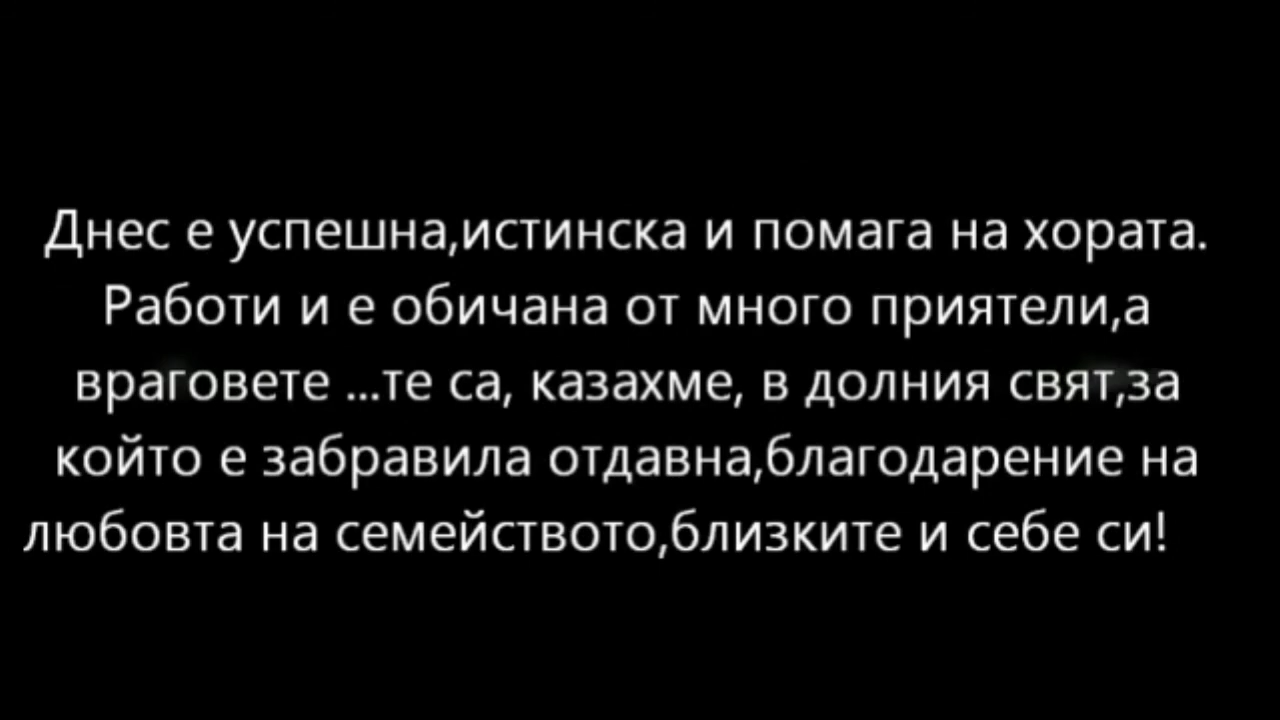 Днес е успешна,истинска и помага на хората.
Работи и е обичана от много приятели,а
враговете ...те са, казахме, в долния свят,за
който е забравила отдавна,благодарение на
любовта на семейството,близките и себе си!